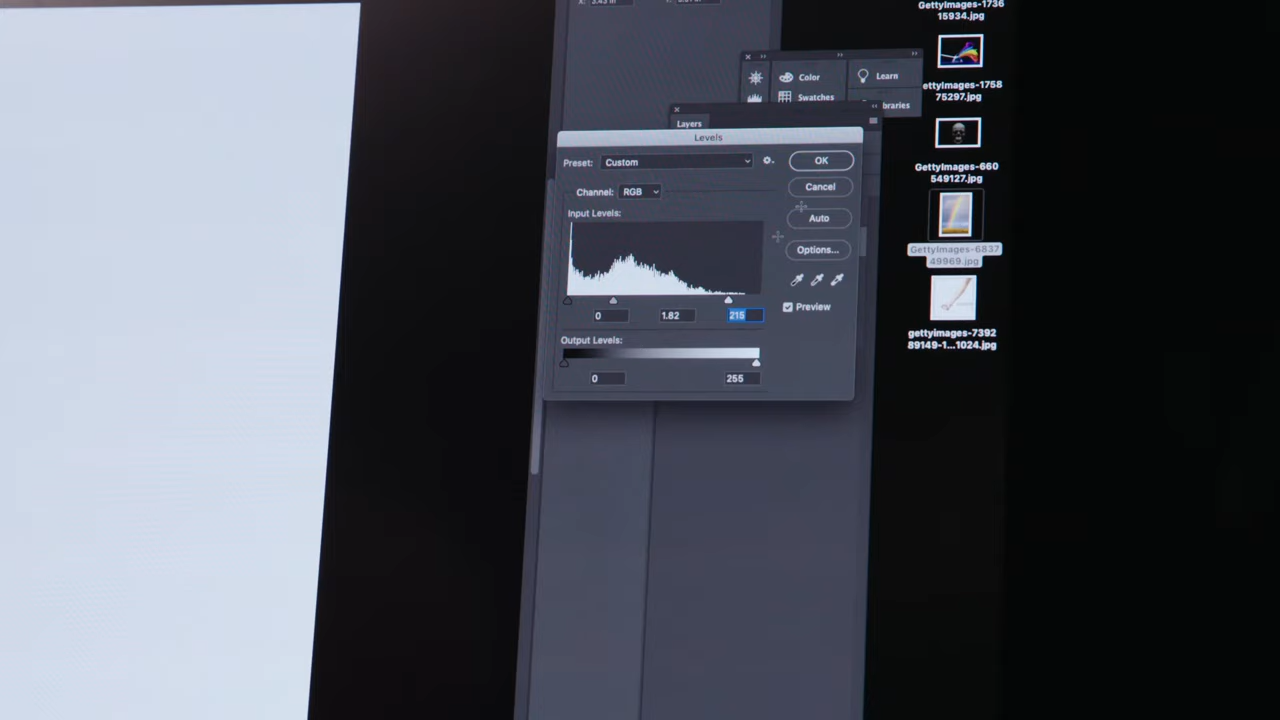 GettyImages-1736
15934.jpg
Color
Learn
Swatches
ettyImages-1758
75297.jpg
braries
Layers
Levels
Preset: Custom
OK
Channel: RGB
Cancel
Input Levels:
Auto
Options...
GettyImages-660
549127.jpg
GettyImages-6837
49969.jpg
Preview
0 1.82 215
Output Levels:
0 255
gettyimages-7392
89149-1...1024.jpg